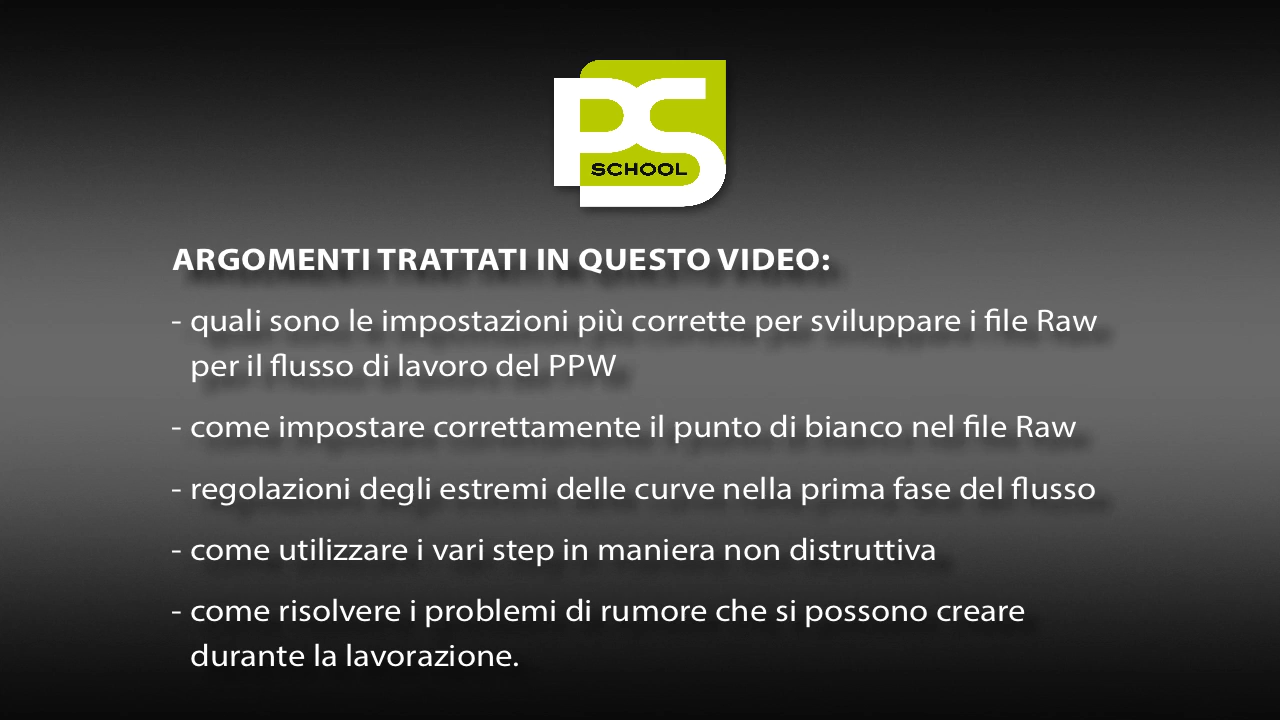 PS
SCHOOL
ARGOMENTI TRATTATI IN QUESTO VIDEO:
- quali sono le impostazioni più corrette per sviluppare i file Raw
per il flusso di lavoro del PPW
- come impostare correttamente il punto di bianco nel file Raw
- regolazioni degli estremi delle curve nella prima fase del flusso
- come utilizzare i vari step in maniera non distruttiva
- come risolvere i problemi di rumore che si possono creare
durante la lavorazione.